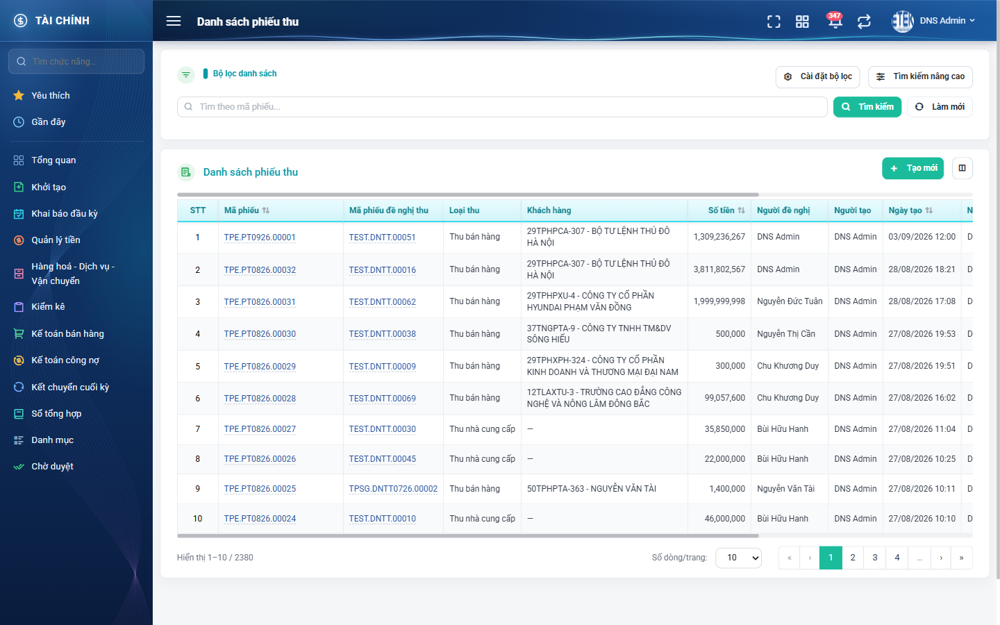 TÀI CHÍNH
Tìm chức năng...
Yêu thích
Gần đây
Tổng quan
Khởi tạo
Khai báo đầu kỳ
Quản lý tiền
Hàng hoá - Dịch vụ -
Vận chuyển
Kiểm kê
Kế toán bán hàng
Kế toán công nợ
Kết chuyển cuối kỳ
Sổ tổng hợp
Danh mục
Chờ duyệt
Danh sách phiếu thu
347
DNS Admin
Bộ lọc danh sách
Cài đặt bộ lọc
Tìm kiếm nâng cao
Tìm theo mã phiếu...
Tìm kiếm
Làm mới
Danh sách phiếu thu
Tạo mới
STT Mã phiếu Mã phiếu đề nghị thu Loại thu Khách hàng Số tiền Người đề nghị Người tạo Ngày tạo N
1 TPE.PT0926.00001 TEST.DNTT.00051 Thu bán hàng 29TPHPCA-307 - BỘ TƯ LỆNH THỦ ĐÔ HÀ NỘI 1,309,236,267 DNS Admin DNS Admin 03/09/2026 12:00 D
2 TPE.PT0826.00032 TEST.DNTT.00016 Thu bán hàng 29TPHPCA-307 - BỘ TƯ LỆNH THỦ ĐÔ HÀ NỘI 3,811,802,567 DNS Admin DNS Admin 28/08/2026 18:21 D
3 TPE.PT0826.00031 TEST.DNTT.00062 Thu bán hàng 29TPHPXU-4 - CÔNG TY CỔ PHẦN HYUNDAI PHẠM VĂN ĐỒNG 1,999,999,998 Nguyễn Đức Tuân DNS Admin 28/08/2026 17:08 D
4 TPE.PT0826.00030 TEST.DNTT.00038 Thu bán hàng 37TNGPTA-9 - CÔNG TY TNHH TM&DV SÔNG HIẾU 500,000 Nguyễn Thị Cần DNS Admin 27/08/2026 19:53 D
5 TPE.PT0826.00029 TEST.DNTT.00009 Thu bán hàng 29TPHXPH-324 - CÔNG TY CỔ PHẦN KINH DOANH VÀ THƯƠNG MẠI ĐẠI NAM 300,000 Chu Khương Duy DNS Admin 27/08/2026 19:51 D
6 TPE.PT0826.00028 TEST.DNTT.00069 Thu bán hàng 12TLAXTU-3 - TRƯỜNG CAO ĐẲNG CÔNG NGHỆ VÀ NÔNG LÂM ĐÔNG BẮC 99,057,600 Chu Khương Duy DNS Admin 27/08/2026 16:02 D
7 TPE.PT0826.00027 TEST.DNTT.00030 Thu nhà cung cấp — 35,850,000 Bùi Hữu Hanh DNS Admin 27/08/2026 11:04 D
8 TPE.PT0826.00026 TEST.DNTT.00045 Thu nhà cung cấp — 22,000,000 Bùi Hữu Hanh DNS Admin 27/08/2026 10:25 D
9 TPE.PT0826.00025 TPSG.DNTT0726.00002 Thu bán hàng 50TPHPTA-363 - NGUYỄN VĂN TÀI 1,400,000 Nguyễn Văn Tài DNS Admin 27/08/2026 10:11 D
10 TPE.PT0826.00024 TEST.DNTT.00010 Thu nhà cung cấp — 46,000,000 Bùi Hữu Hanh DNS Admin 27/08/2026 10:10 D
Hiển thị 1–10 / 2380
Số dòng/trang: 10
« ‹ 1 2 3 4 ... › »